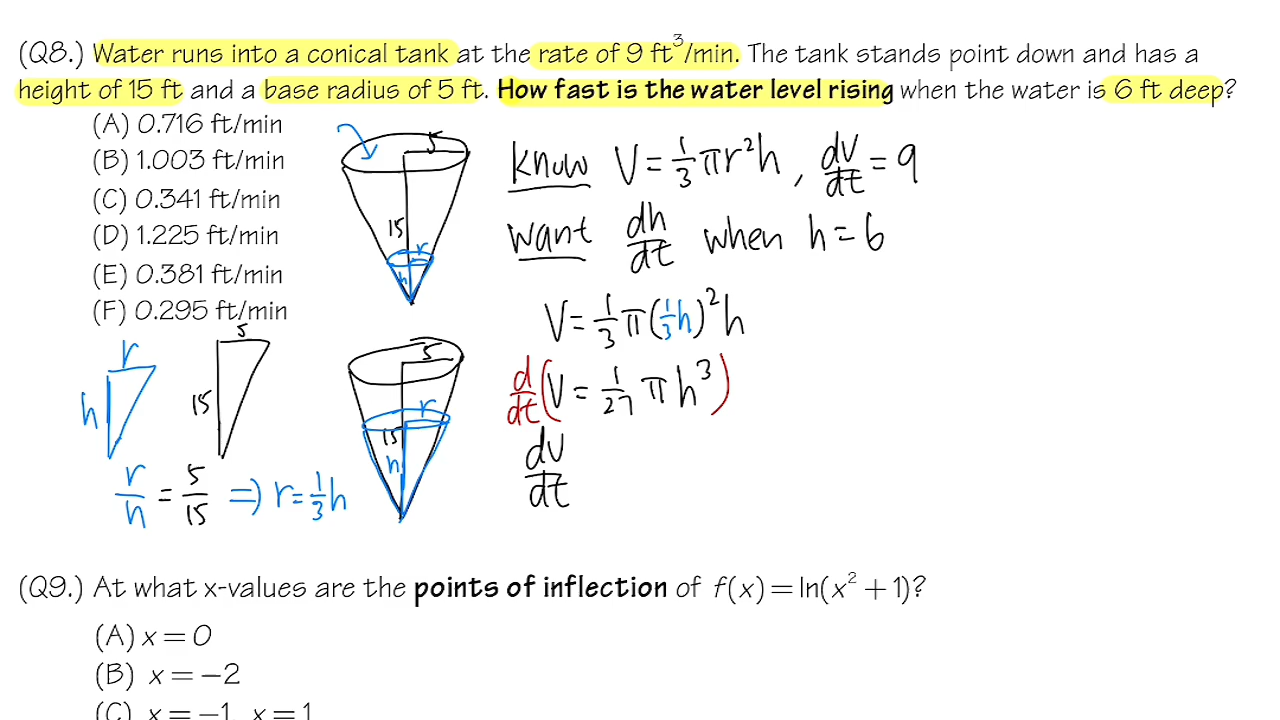 (Q8.) Water runs into a conical tank at the rate of 9 ft³/min. The tank stands point down and has a
height of 15 ft and a base radius of 5 ft. How fast is the water level rising when the water is 6 ft deep?
(A) 0.716 ft/min
(B) 1.003 ft/min
(C) 0.341 ft/min
(D) 1.225 ft/min
(E) 0.381 ft/min
(F) 0.295 ft/min
5
15
r
h
know V = 1/3 πr²h, dV/dt = 9
want dh/dt when h = 6
V = 1/3 π(1/3 h)²h
d/dt(V = 1/27 πh³)
dV/dt
r
h
5
15
5
r
15
h
r/h = 5/15 ⇒ r = 1/3 h
(Q9.) At what x-values are the points of inflection of f(x) = ln(x² + 1)?
(A) x = 0
(B) x = −2
(C) x = −1, x = 1